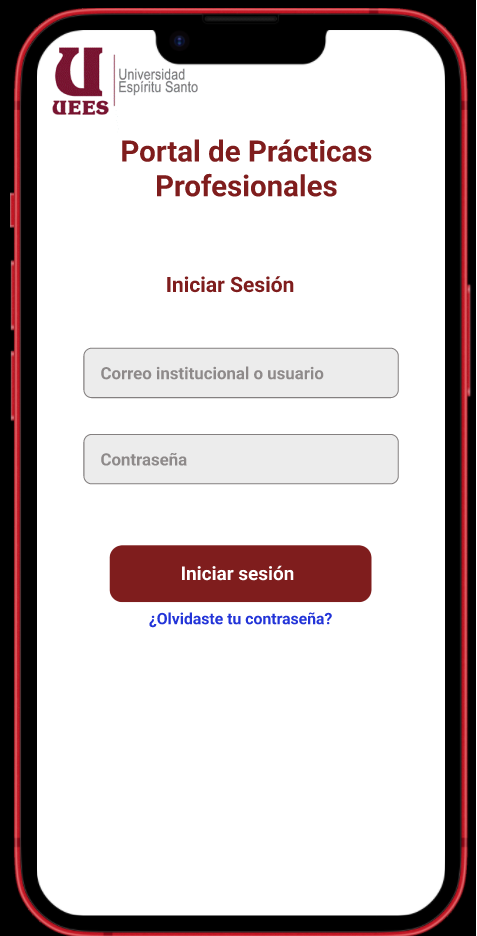 UEES
Universidad
Espíritu Santo
Portal de Prácticas
Profesionales
Iniciar Sesión
Correo institucional o usuario
Contraseña
Iniciar sesión
¿Olvidaste tu contraseña?